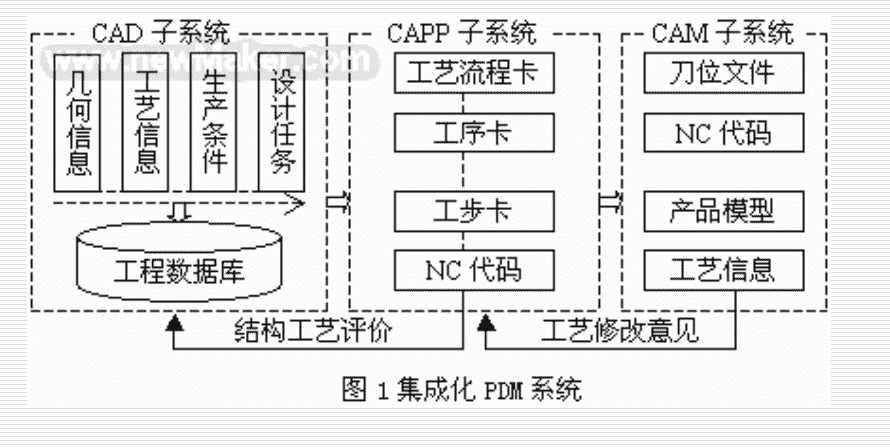 CAD 子系统
CAPP 子系统
CAM 子系统
www.newMaker.com
几何信息
工艺信息
生产条件
设计任务
工程数据库
工艺流程卡
工序卡
工步卡
NC 代码
刀位文件
NC 代码
产品模型
工艺信息
结构工艺评价
工艺修改意见
图 1 集成化 PDM 系统